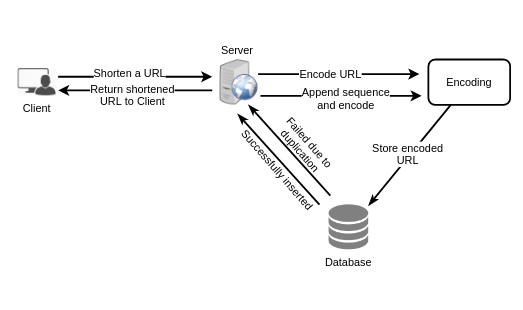 Server
Shorten a URL
Return shortened
URL to Client
Client
Encode URL
Append sequence
and encode
Encoding
Failed due to
duplication
Successfully inserted
Store encoded
URL
Database